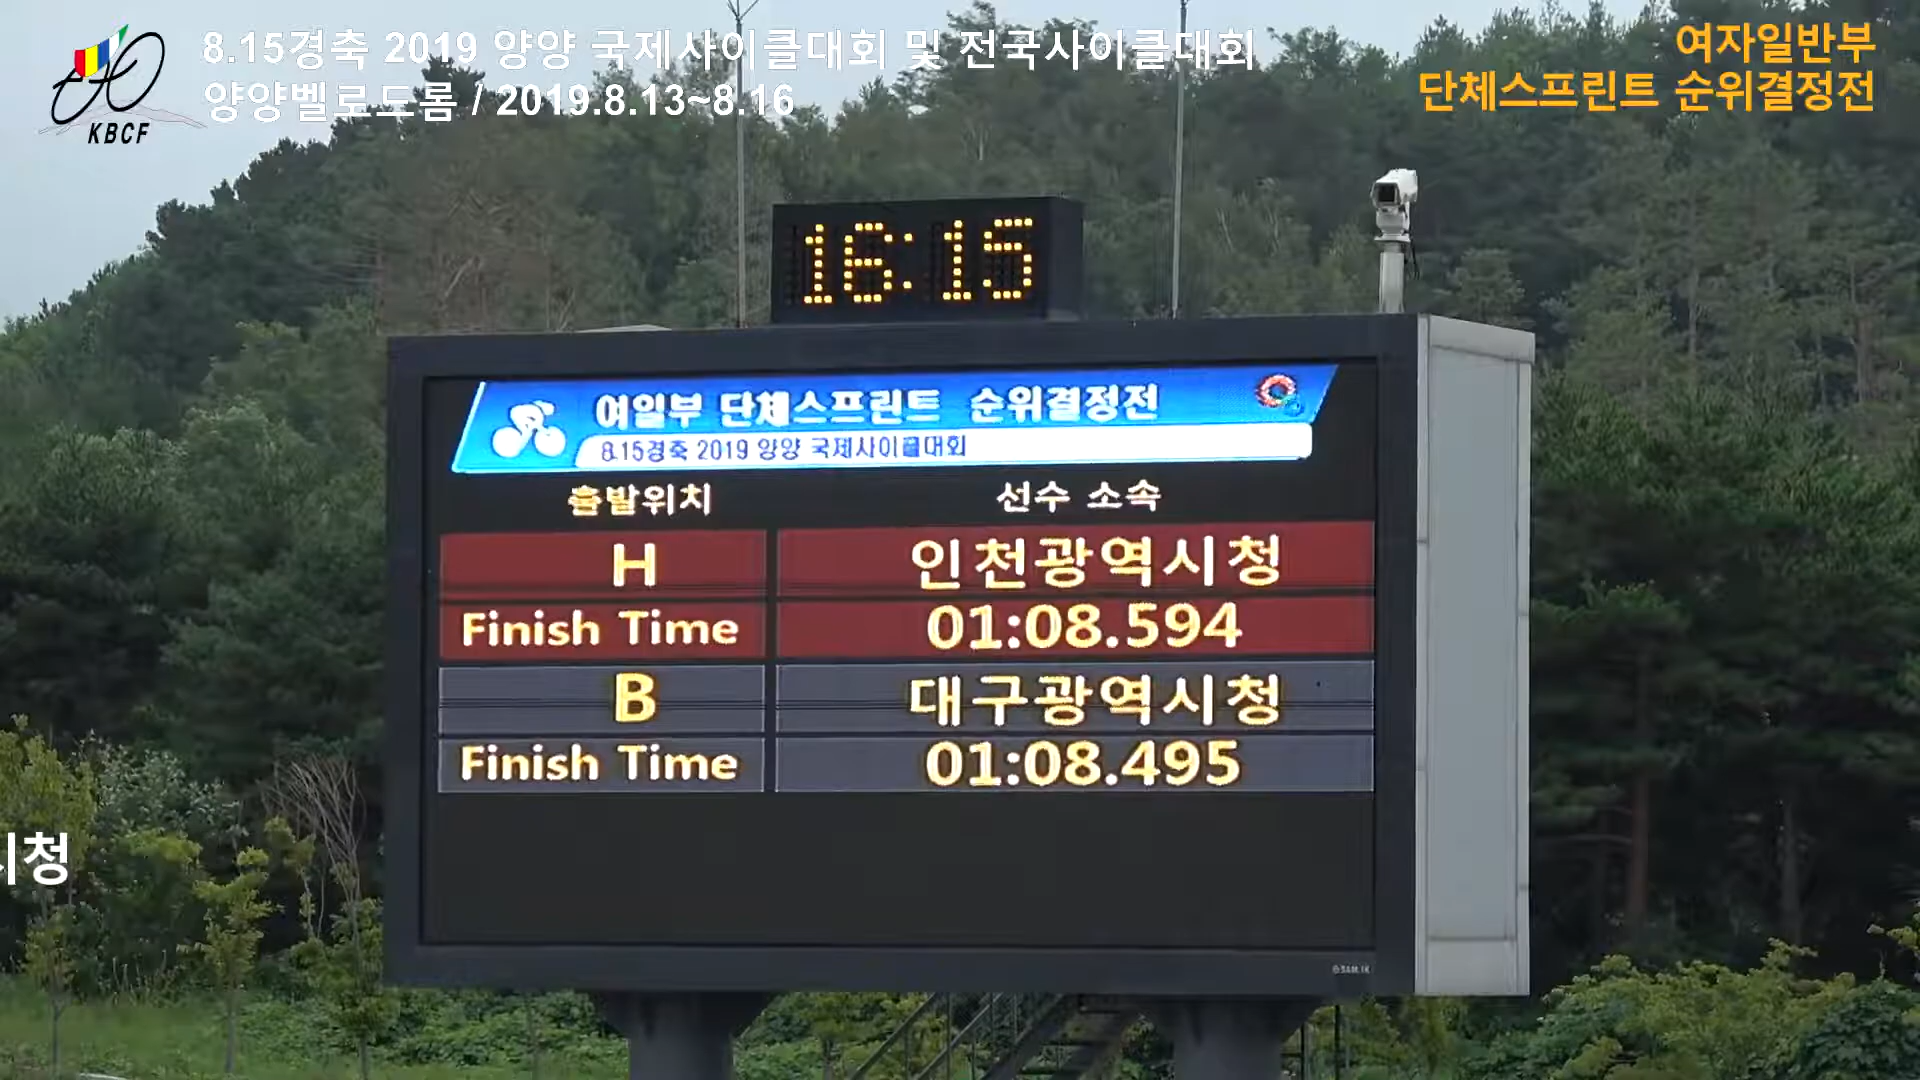 8.15경축 2019 양양 국제사이클대회 및 전국사이클대회
양양벨로드롬 / 2019.8.13~8.16
KBCF
여자일반부
단체스프린트 순위결정전
16:15
여일부 단체스프린트 순위결정전
8.15경축 2019 양양 국제사이클대회
출발위치 선수 소속
H 인천광역시청
Finish Time 01:08.594
B 대구광역시청
Finish Time 01:08.495
시청